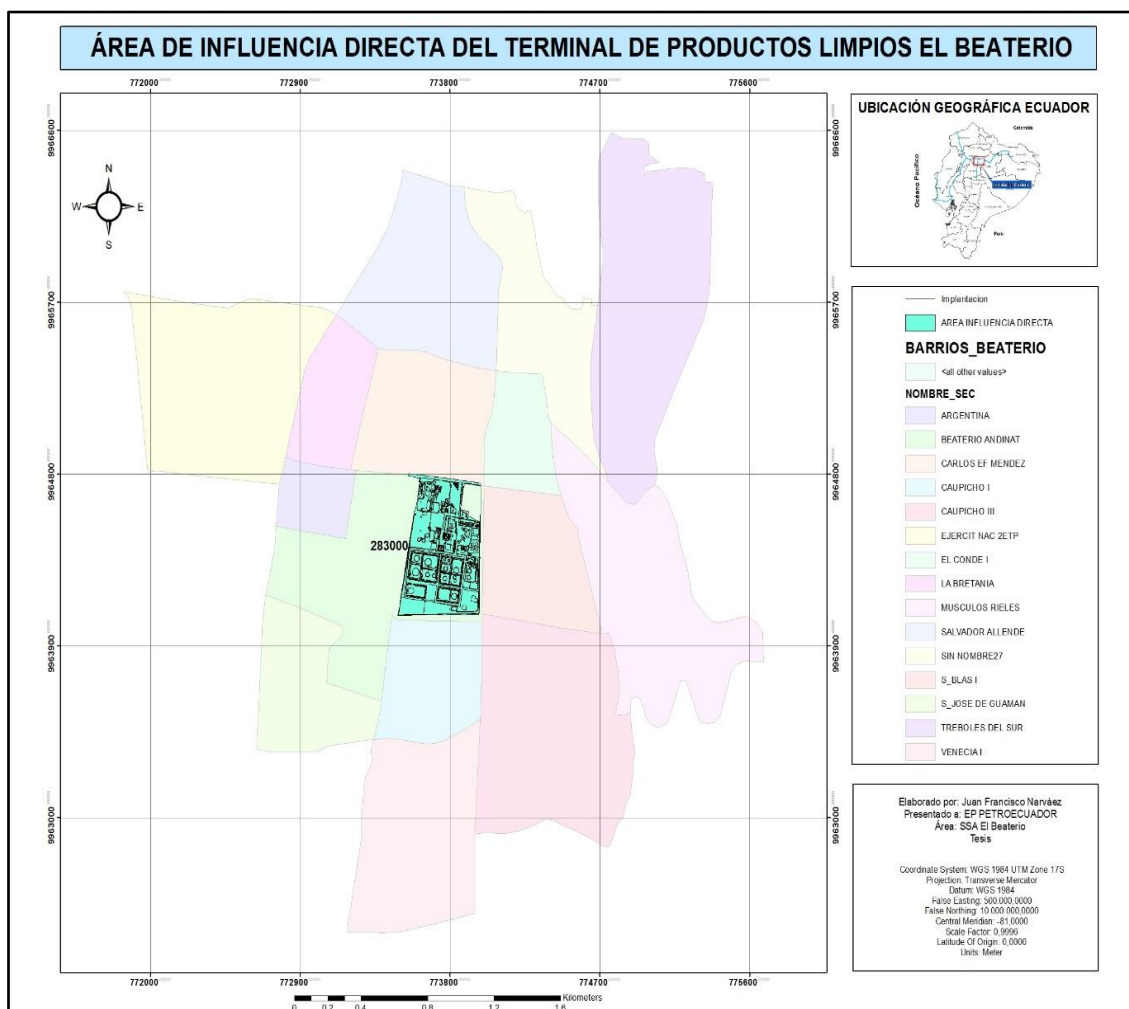 ÁREA DE INFLUENCIA DIRECTA DEL TERMINAL DE PRODUCTOS LIMPIOS EL BEATERIO
772000 772900 773800 774700 775600
9966600 9966600
9965700 9965700
9964800 9964800
9963900 9963900
9963000 9963000
N
W E
S
283000
772000 772900 773800 774700 775600
Kilometers
0 0.2 0.4 0.8 1.2 1.6
UBICACIÓN GEOGRÁFICA ECUADOR
Colombia
Océano Pacífico
Perú
Implantacion
AREA INFLUENCIA DIRECTA
BARRIOS_BEATERIO
<all other values>
NOMBRE_SEC
ARGENTINA
BEATERIO ANDINAT
CARLOS EF MENDEZ
CAUPICHO I
CAUPICHO III
EJERCIT NAC 2ETP
EL CONDE I
LA BRETANIA
MUSCULOS RIELES
SALVADOR ALLENDE
SIN NOMBRE27
S_BLAS I
S_JOSE DE GUAMAN
TREBOLES DEL SUR
VENECIA I
Elaborado por: Juan Francisco Narváez
Presentado a: EP PETROECUADOR
Área: SSA El Beaterio
Tesis
Coordinate System: WGS 1984 UTM Zone 17S
Projection: Transverse Mercator
Datum: WGS 1984
False Easting: 500.000,0000
False Northing: 10.000.000,0000
Central Meridian: -81,0000
Scale Factor: 0,9996
Latitude Of Origin: 0,0000
Units: Meter